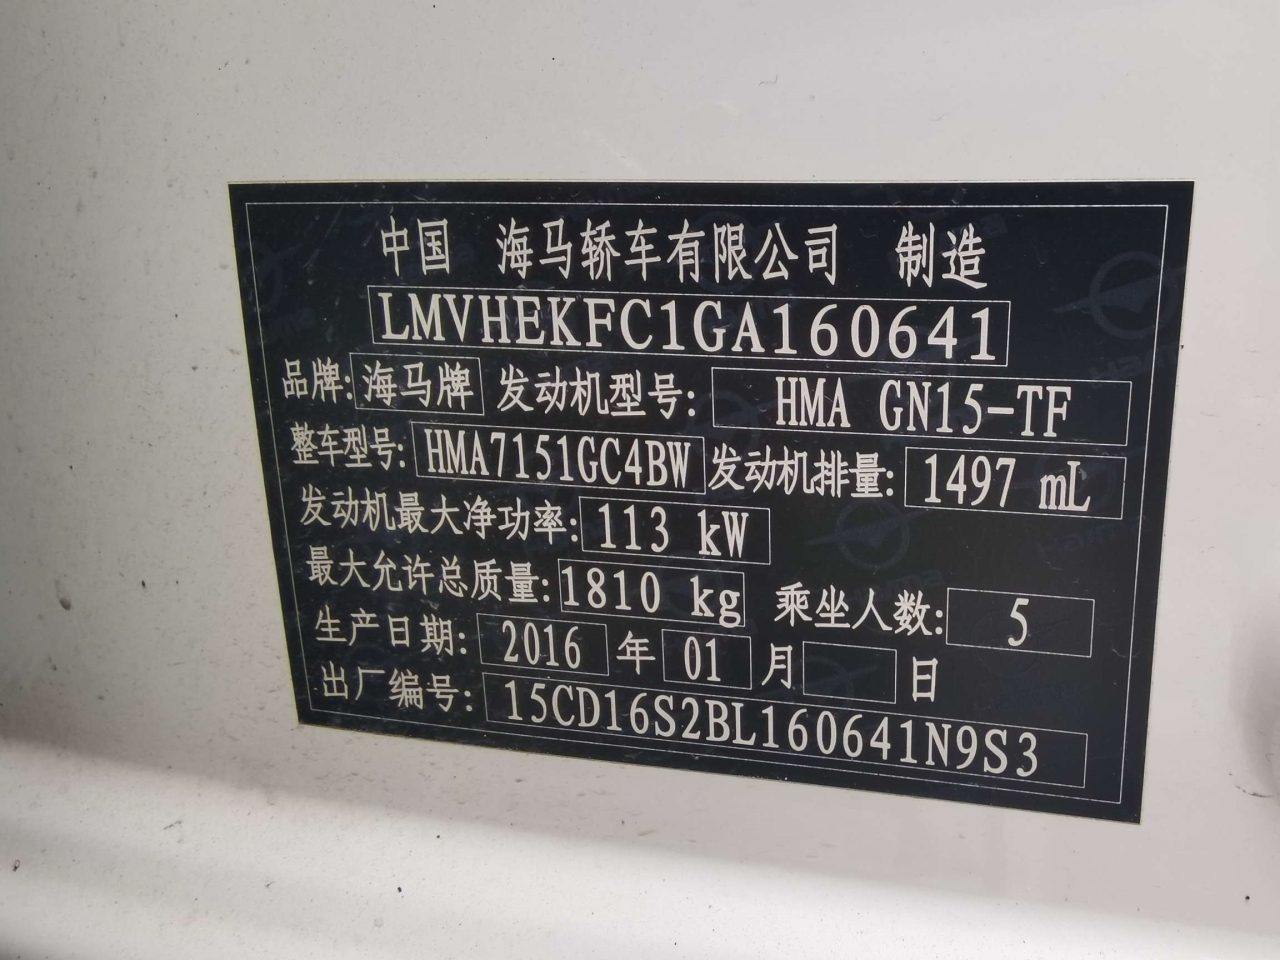 中国 海马轿车有限公司 制造
LMVHEKFC1GA160641
品牌: 海马牌 发动机型号: HMA GN15-TF
整车型号: HMA7151GC4BW 发动机排量: 1497 mL
发动机最大净功率: 113 kW
最大允许总质量: 1810 kg 乘坐人数: 5
生产日期: 2016 年 01 月 日
出厂编号: 15CD16S2BL160641N9S3